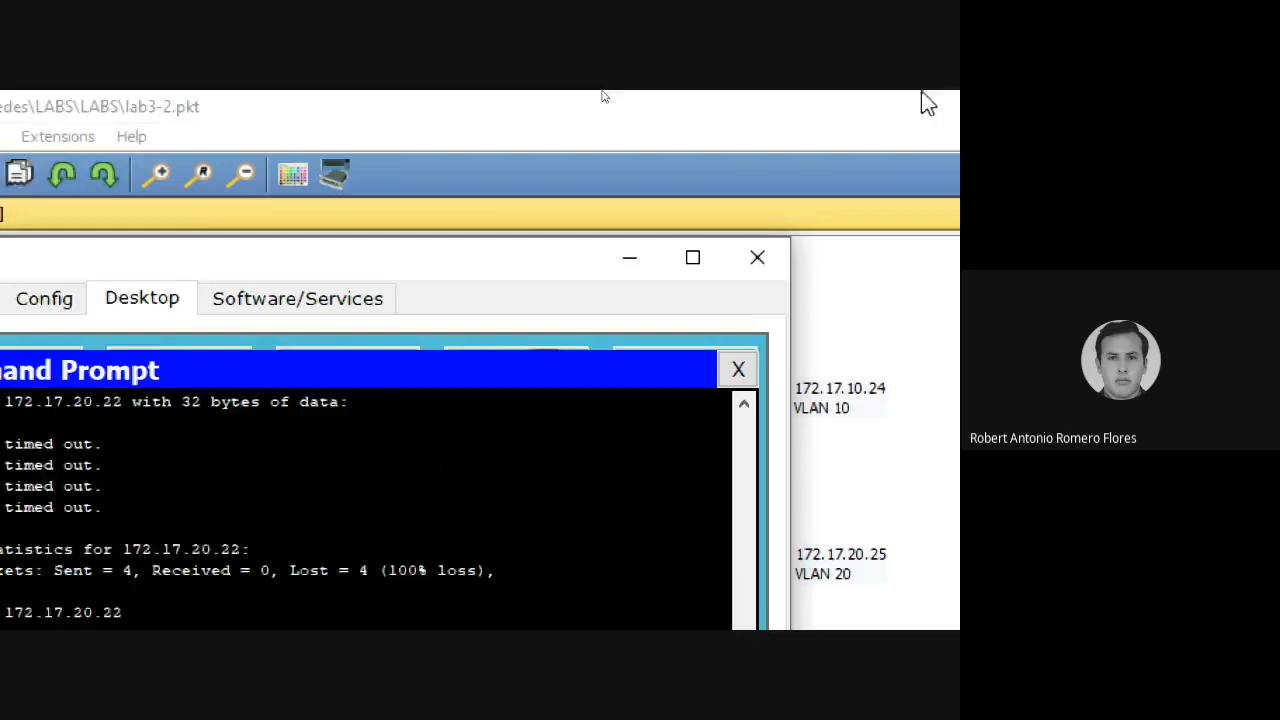 edes\LABS\LABS\lab3-2.pkt
Extensions Help
R
]
Config Desktop Software/Services
and Prompt X
172.17.20.22 with 32 bytes of data:
timed out.
timed out.
timed out.
timed out.
atistics for 172.17.20.22:
kets: Sent = 4, Received = 0, Lost = 4 (100% loss),
172.17.20.22
172.17.10.24
VLAN 10
172.17.20.25
VLAN 20
Robert Antonio Romero Flores